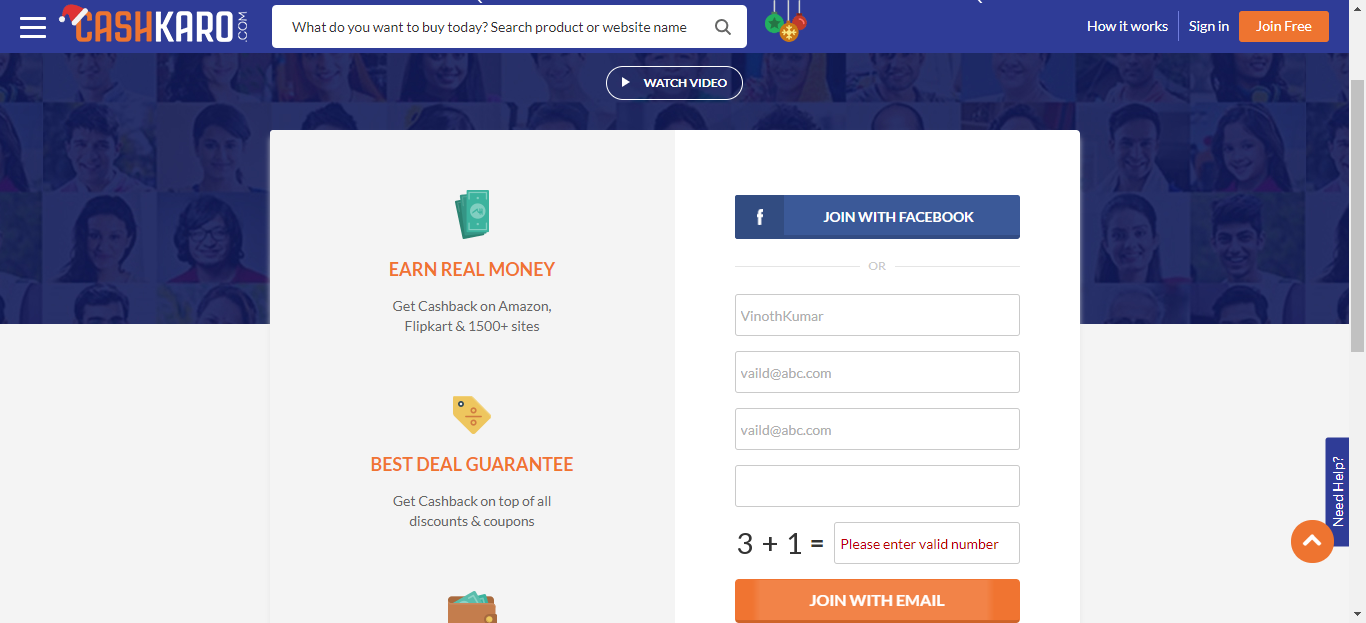 CASHKARO.COM
What do you want to buy today? Search product or website name
How it works
Sign in
Join Free
WATCH VIDEO
EARN REAL MONEY
Get Cashback on Amazon,
Flipkart & 1500+ sites
BEST DEAL GUARANTEE
Get Cashback on top of all
discounts & coupons
f
JOIN WITH FACEBOOK
OR
VinothKumar
vaild@abc.com
vaild@abc.com
3 + 1 = Please enter valid number
JOIN WITH EMAIL
Need Help?